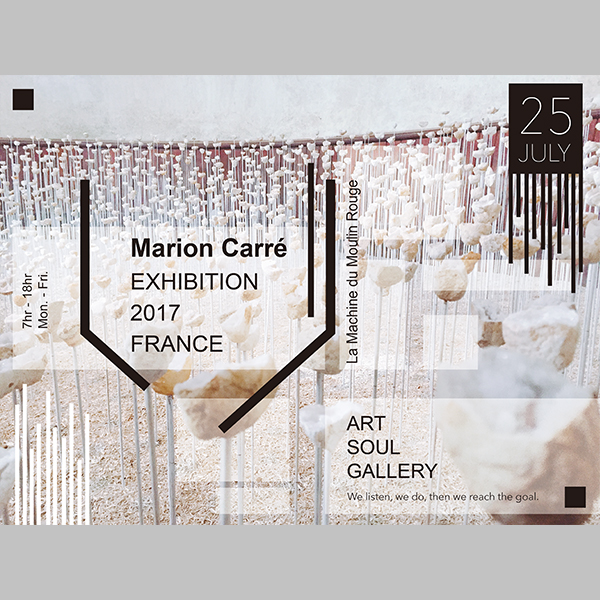 25
JULY
Marion Carré
EXHIBITION
2017
FRANCE
La Machine du Moulin Rouge
7hr - 18hr
Mon. - Fri.
ART
SOUL
GALLERY
We listen, we do, then we reach the goal.